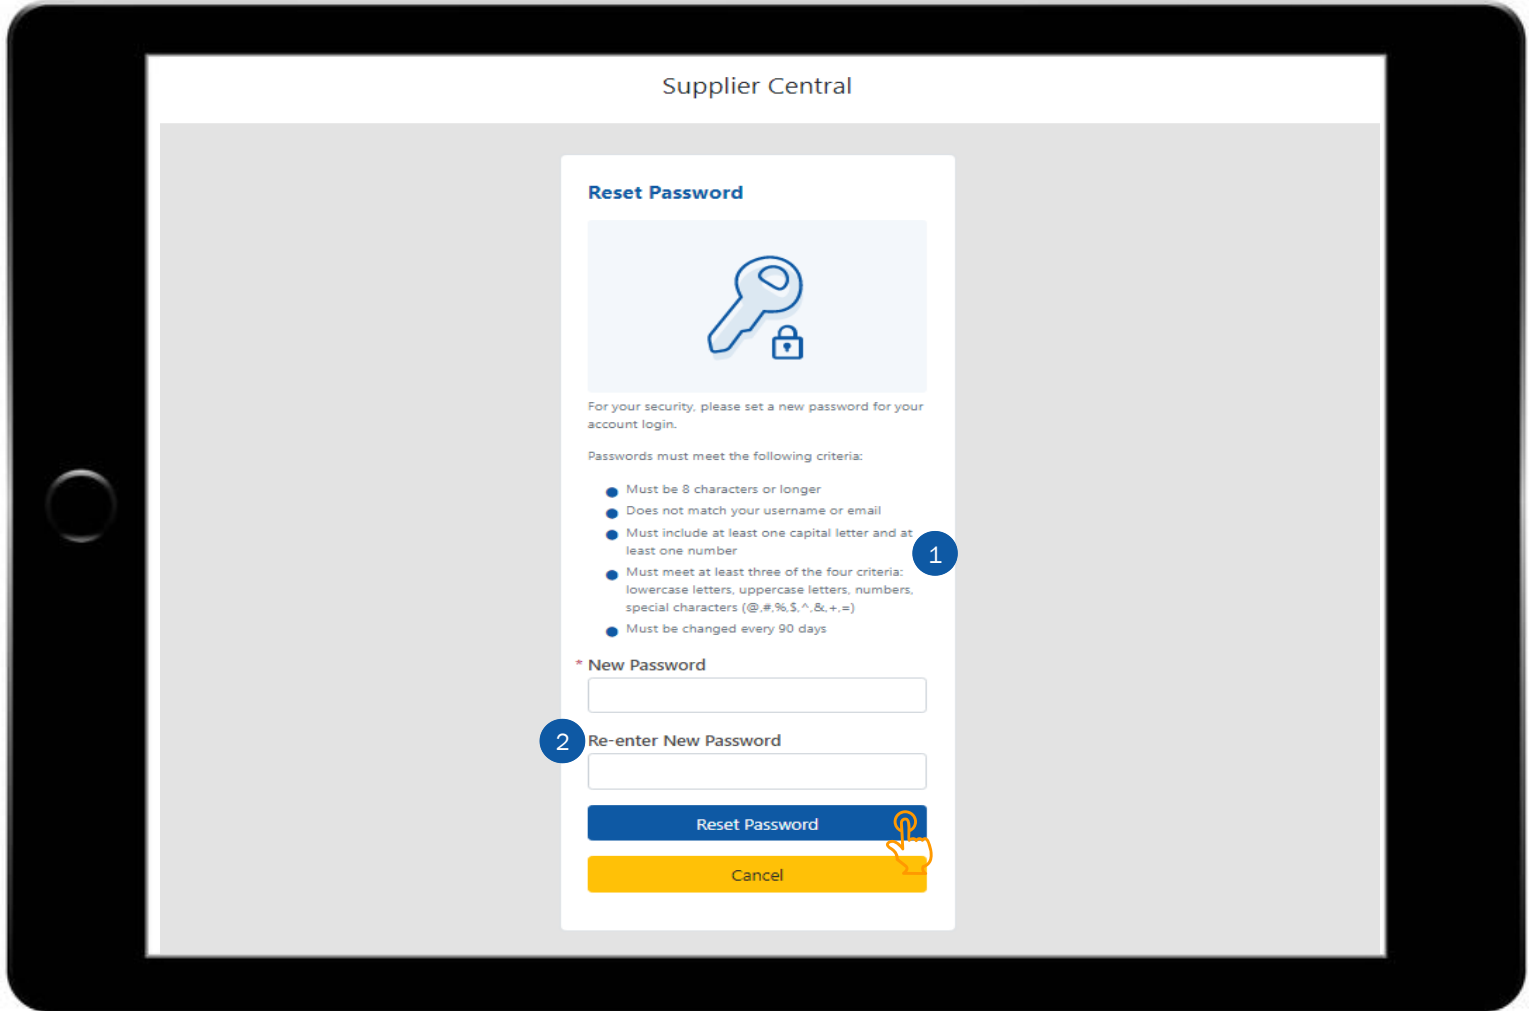 Supplier Central
Reset Password
For your security, please set a new password for your
account login.
Passwords must meet the following criteria:
Must be 8 characters or longer
Does not match your username or email
Must include at least one capital letter and at
least one number
1
Must meet at least three of the four criteria:
lowercase letters, uppercase letters, numbers,
special characters (@,#,%,$,^,&,+,=)
Must be changed every 90 days
* New Password
2 Re-enter New Password
Reset Password
Cancel